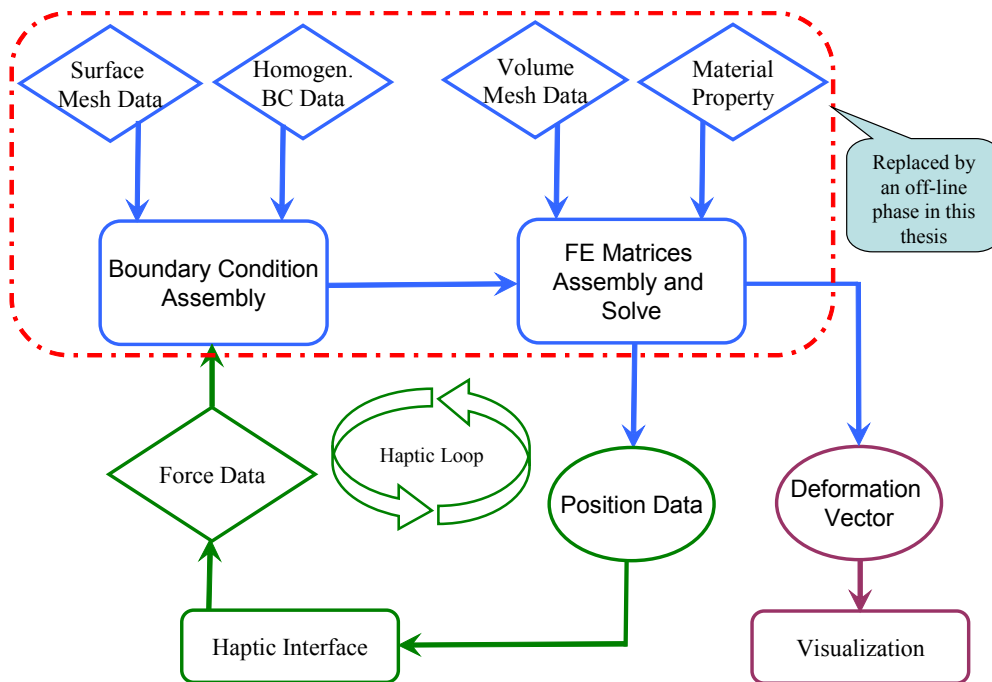 Surface
Mesh Data
Homogen.
BC Data
Volume
Mesh Data
Material
Property
Replaced by
an off-line
phase in this
thesis
Boundary Condition
Assembly
FE Matrices
Assembly and
Solve
Force Data
Haptic Loop
Position Data
Deformation
Vector
Haptic Interface
Visualization